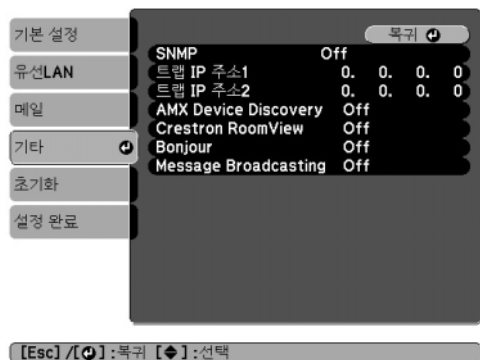 기본 설정
유선LAN
메일
기타
초기화
설정 완료
복귀
SNMP Off
트랩 IP 주소1 0. 0. 0. 0
트랩 IP 주소2 0. 0. 0. 0
AMX Device Discovery Off
Crestron RoomView Off
Bonjour Off
Message Broadcasting Off
[Esc] /[⏎] :복귀 [◆] :선택